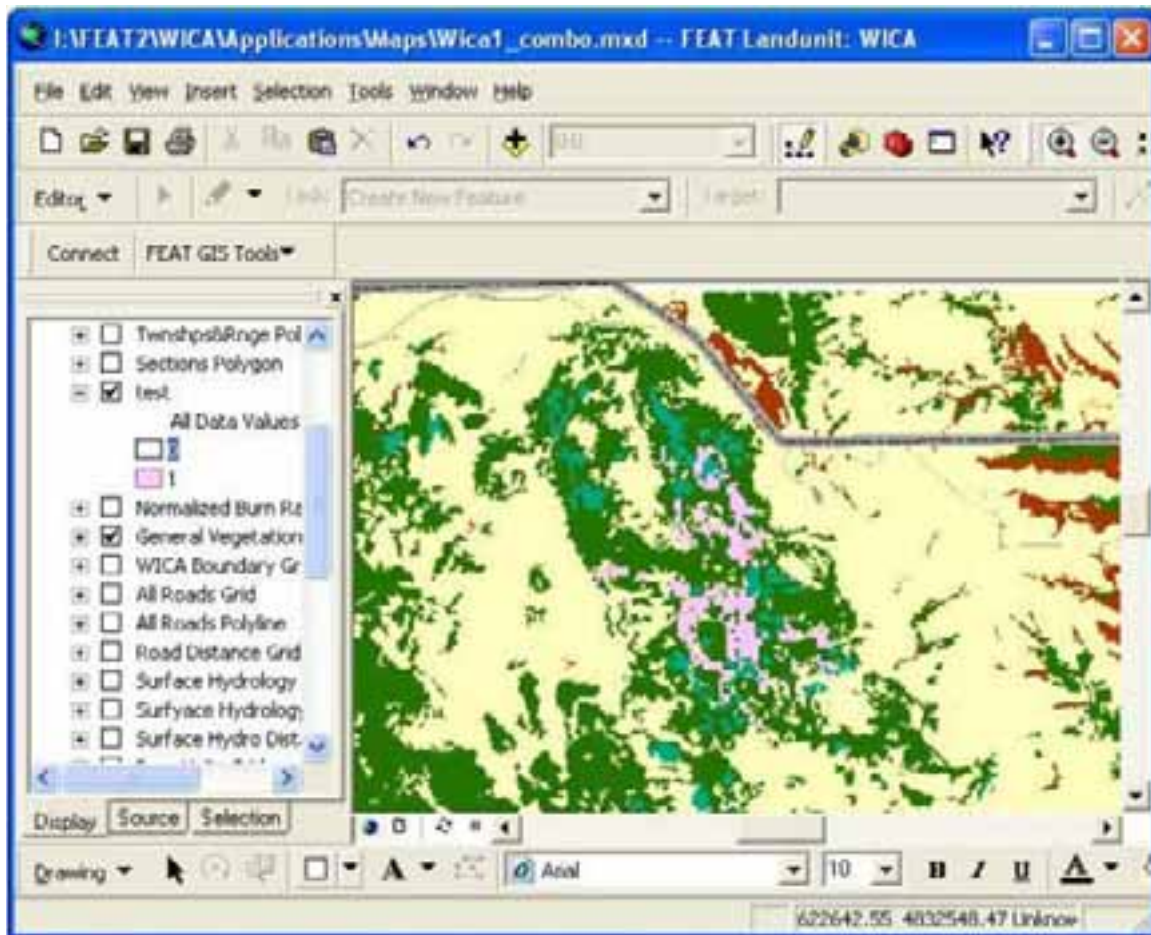 I:\FEAT2\WICA\Applications\Maps\Wica1_combo.mxd -- FEAT Landunit: WICA
File Edit View Insert Selection Tools Window Help
Editor Create New Feature Target:
Connect FEAT GIS Tools
Twnshps&Rnge Pol
Sections Polygon
test
All Data Values
0
1
Normalized Burn Ra
General Vegetation
WICA Boundary Gr
All Roads Grid
All Roads Polyline
Road Distance Grid
Surface Hydrology
Surfyace Hydrology
Surface Hydro Dist.
Display Source Selection
Drawing A Arial 10 B I U A
622642.55 4832548.47 Unknow